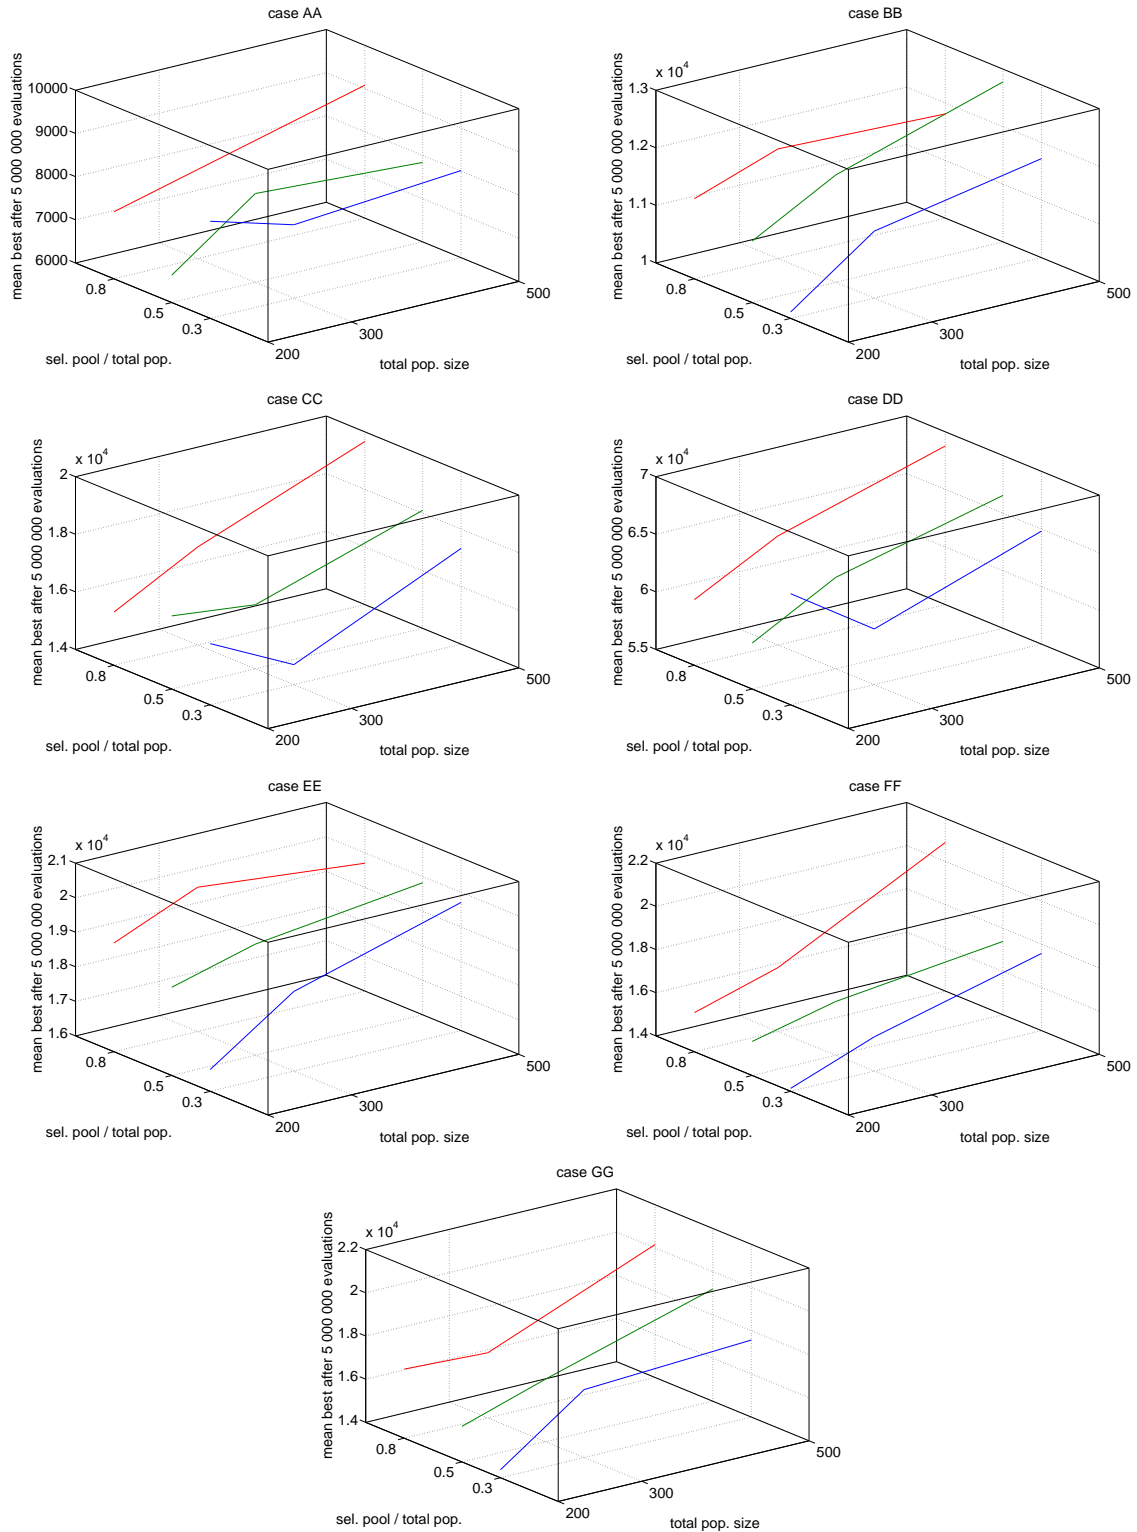 case AA
mean best after 5 000 000 evaluations
10000
9000
8000
7000
6000
0.8
0.5
0.3
200
300
500
sel. pool / total pop.
total pop. size
case BB
mean best after 5 000 000 evaluations
x 10^4
1.3
1.2
1.1
1
0.8
0.5
0.3
200
300
500
sel. pool / total pop.
total pop. size
case CC
mean best after 5 000 000 evaluations
x 10^4
2
1.8
1.6
1.4
0.8
0.5
0.3
200
300
500
sel. pool / total pop.
total pop. size
case DD
mean best after 5 000 000 evaluations
x 10^4
7
6.5
6
5.5
0.8
0.5
0.3
200
300
500
sel. pool / total pop.
total pop. size
case EE
mean best after 5 000 000 evaluations
x 10^4
2.1
2
1.9
1.8
1.7
1.6
0.8
0.5
0.3
200
300
500
sel. pool / total pop.
total pop. size
case FF
mean best after 5 000 000 evaluations
x 10^4
2.2
2
1.8
1.6
1.4
0.8
0.5
0.3
200
300
500
sel. pool / total pop.
total pop. size
case GG
mean best after 5 000 000 evaluations
x 10^4
2.2
2
1.8
1.6
1.4
0.8
0.5
0.3
200
300
500
sel. pool / total pop.
total pop. size